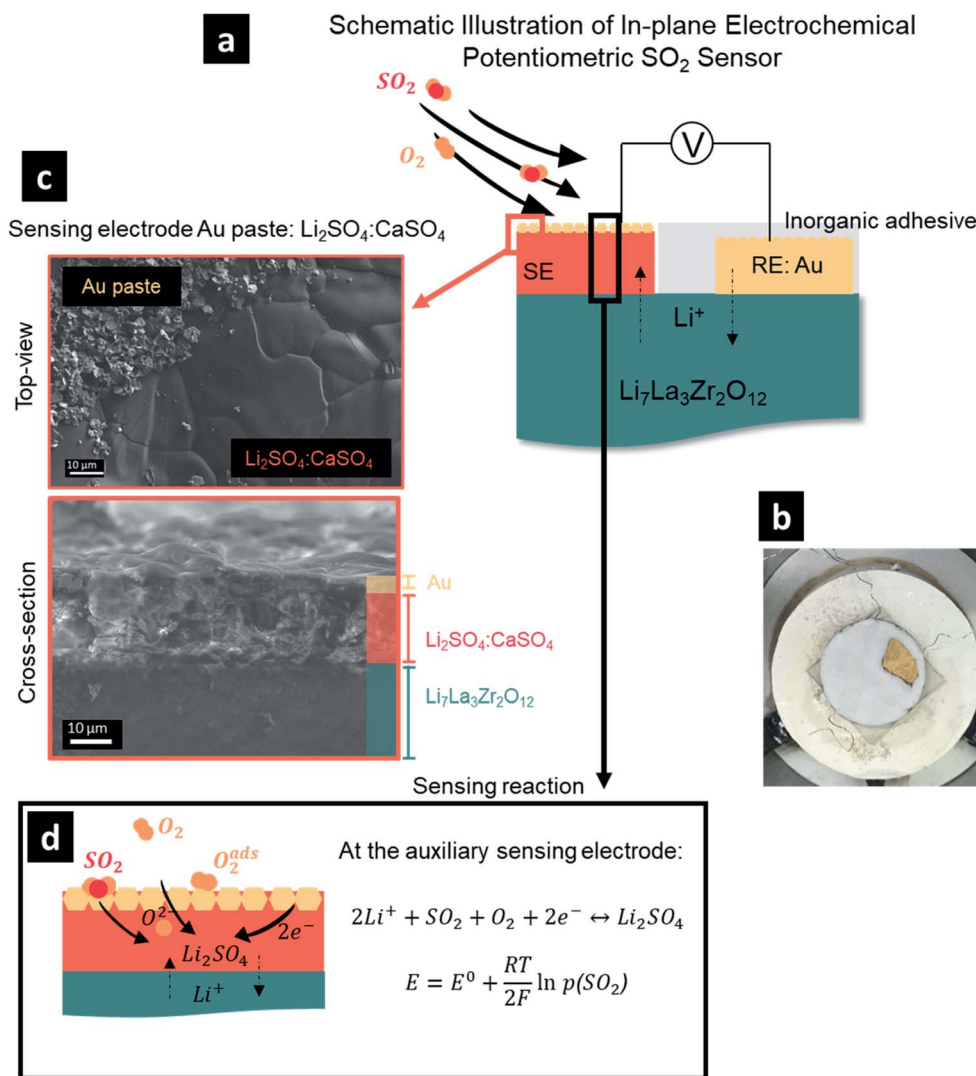 a
Schematic Illustration of In-plane Electrochemical
Potentiometric SO₂ Sensor
SO₂
O₂
V
Inorganic adhesive
SE
RE: Au
Li⁺
Li₇La₃Zr₂O₁₂
c
Sensing electrode Au paste: Li₂SO₄:CaSO₄
Top-view
Au paste
Li₂SO₄:CaSO₄
10 µm
Cross-section
Au
Li₂SO₄:CaSO₄
Li₇La₃Zr₂O₁₂
10 µm
b
Sensing reaction
d
O₂
SO₂
O₂ᵃᵈˢ
O²⁻
2e⁻
Li₂SO₄
Li⁺
At the auxiliary sensing electrode:
2Li⁺ + SO₂ + O₂ + 2e⁻ ↔ Li₂SO₄
E = E⁰ + RT/2F ln p(SO₂)